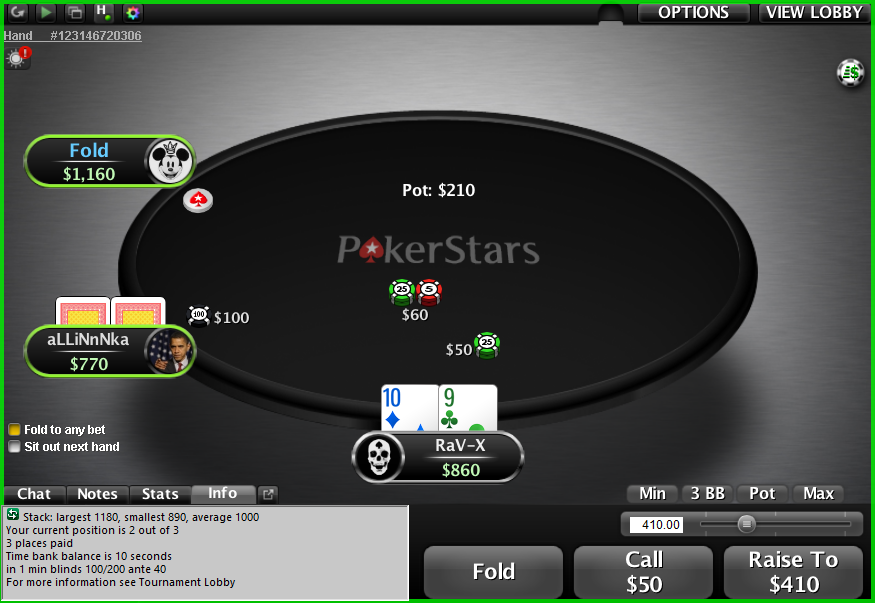 OPTIONS
VIEW LOBBY
H
Hand #123146720306
!
$
Fold
$1,160
Pot: $210
PokerStars
25
5
$60
100
$100
aLLiNnNka
$770
$50
25
10
9
RaV-X
$860
Fold to any bet
Sit out next hand
Chat
Notes
Stats
Info
Min
3 BB
Pot
Max
410.00
Stack: largest 1180, smallest 890, average 1000
Your current position is 2 out of 3
3 places paid
Time bank balance is 10 seconds
in 1 min blinds 100/200 ante 40
For more information see Tournament Lobby
Fold
Call
$50
Raise To
$410